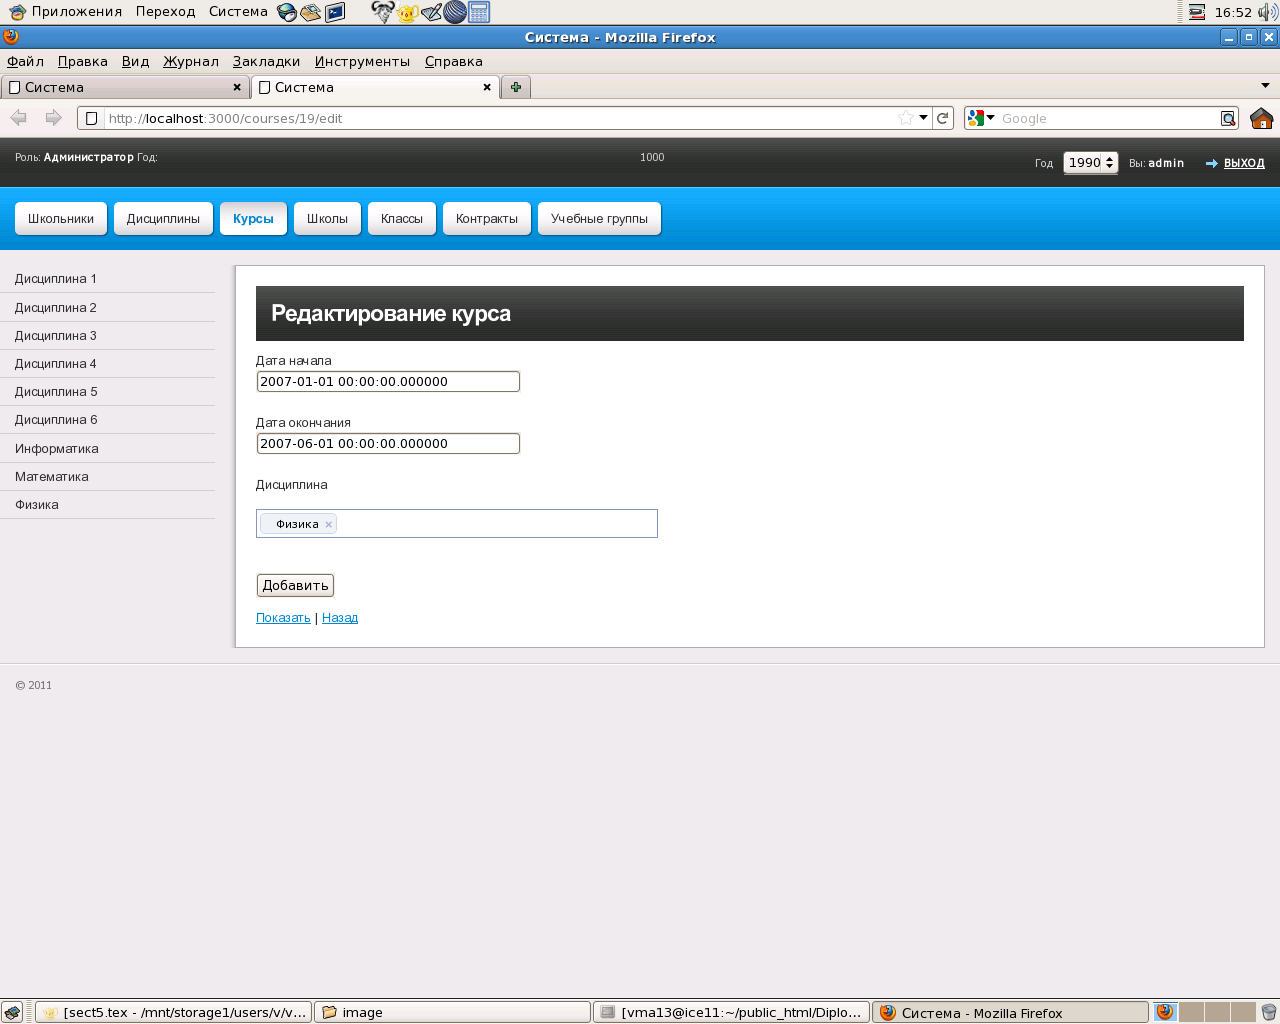 Приложения Переход Система 16:52
Система - Mozilla Firefox
Файл Правка Вид Журнал Закладки Инструменты Справка
Система Система
http://localhost:3000/courses/19/edit Google
Роль: Администратор Год: 1000 Год 1990 Вы: admin ВЫХОД
Школьники Дисциплины Курсы Школы Классы Контракты Учебные группы
Дисциплина 1
Дисциплина 2
Дисциплина 3
Дисциплина 4
Дисциплина 5
Дисциплина 6
Информатика
Математика
Физика
Редактирование курса
Дата начала
2007-01-01 00:00:00.000000
Дата окончания
2007-06-01 00:00:00.000000
Дисциплина
Физика ×
Добавить
Показать | Назад
© 2011
[sect5.tex - /mnt/storage1/users/v/v... image [vma13@ice11:~/public_html/Diplo... Система - Mozilla Firefox